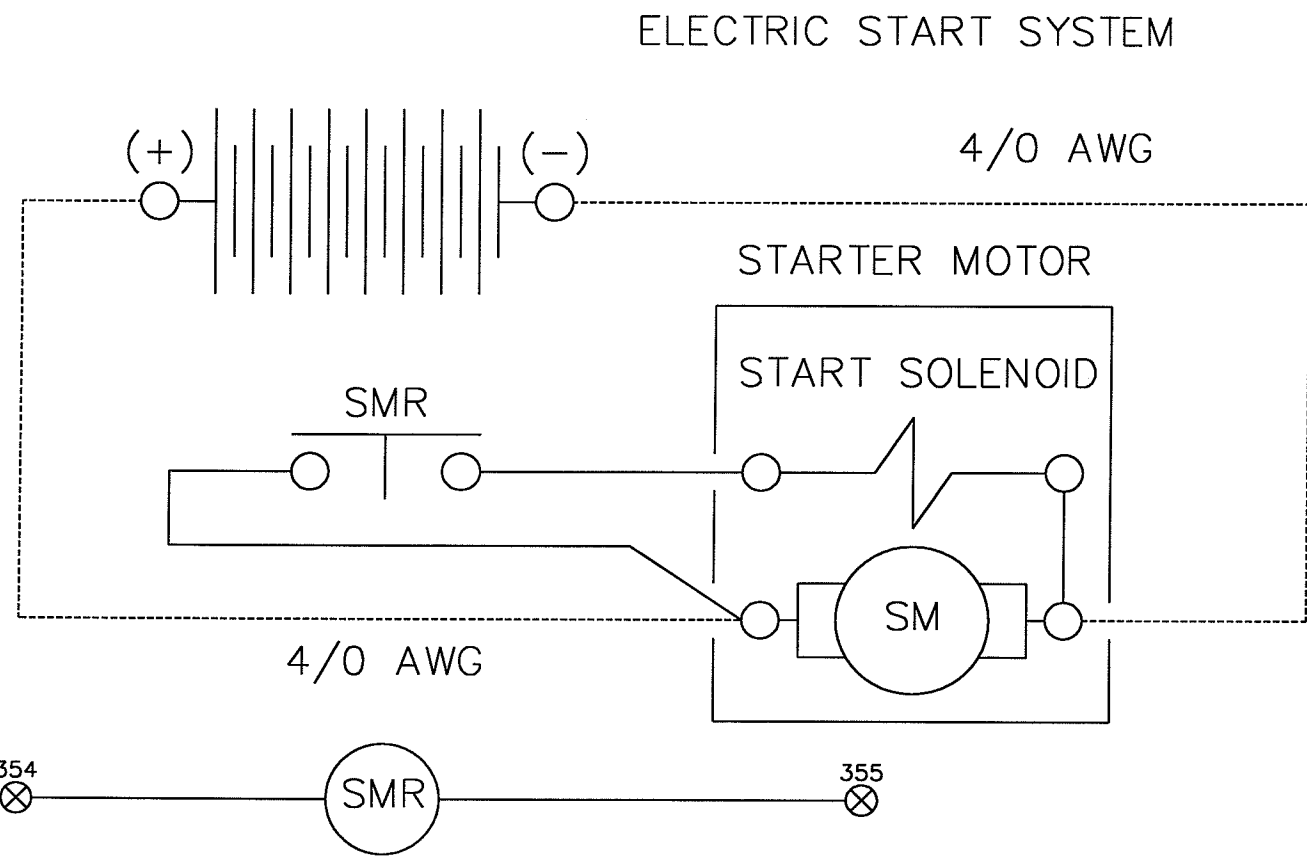 ELECTRIC START SYSTEM
(+)
(-)
4/0 AWG
STARTER MOTOR
START SOLENOID
SMR
SM
4/0 AWG
354
SMR
355